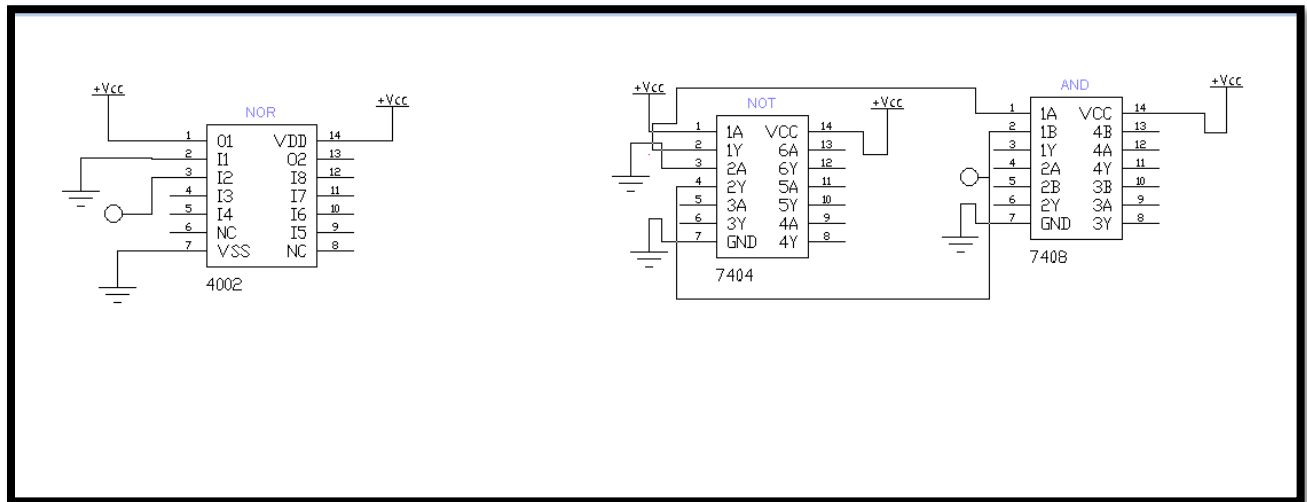 +Vcc
NOR
+Vcc
1 O1 VDD 14
2 I1 O2 13
3 I2 I8 12
4 I3 I7 11
5 I4 I6 10
6 NC I5 9
7 VSS NC 8
4002
+Vcc
NOT
+Vcc
1 1A VCC 14
2 1Y 6A 13
3 2A 6Y 12
4 2Y 5A 11
5 3A 5Y 10
6 3Y 4A 9
7 GND 4Y 8
7404
AND
+Vcc
1 1A VCC 14
2 1B 4B 13
3 1Y 4A 12
4 2A 4Y 11
5 2B 3B 10
6 2Y 3A 9
7 GND 3Y 8
7408